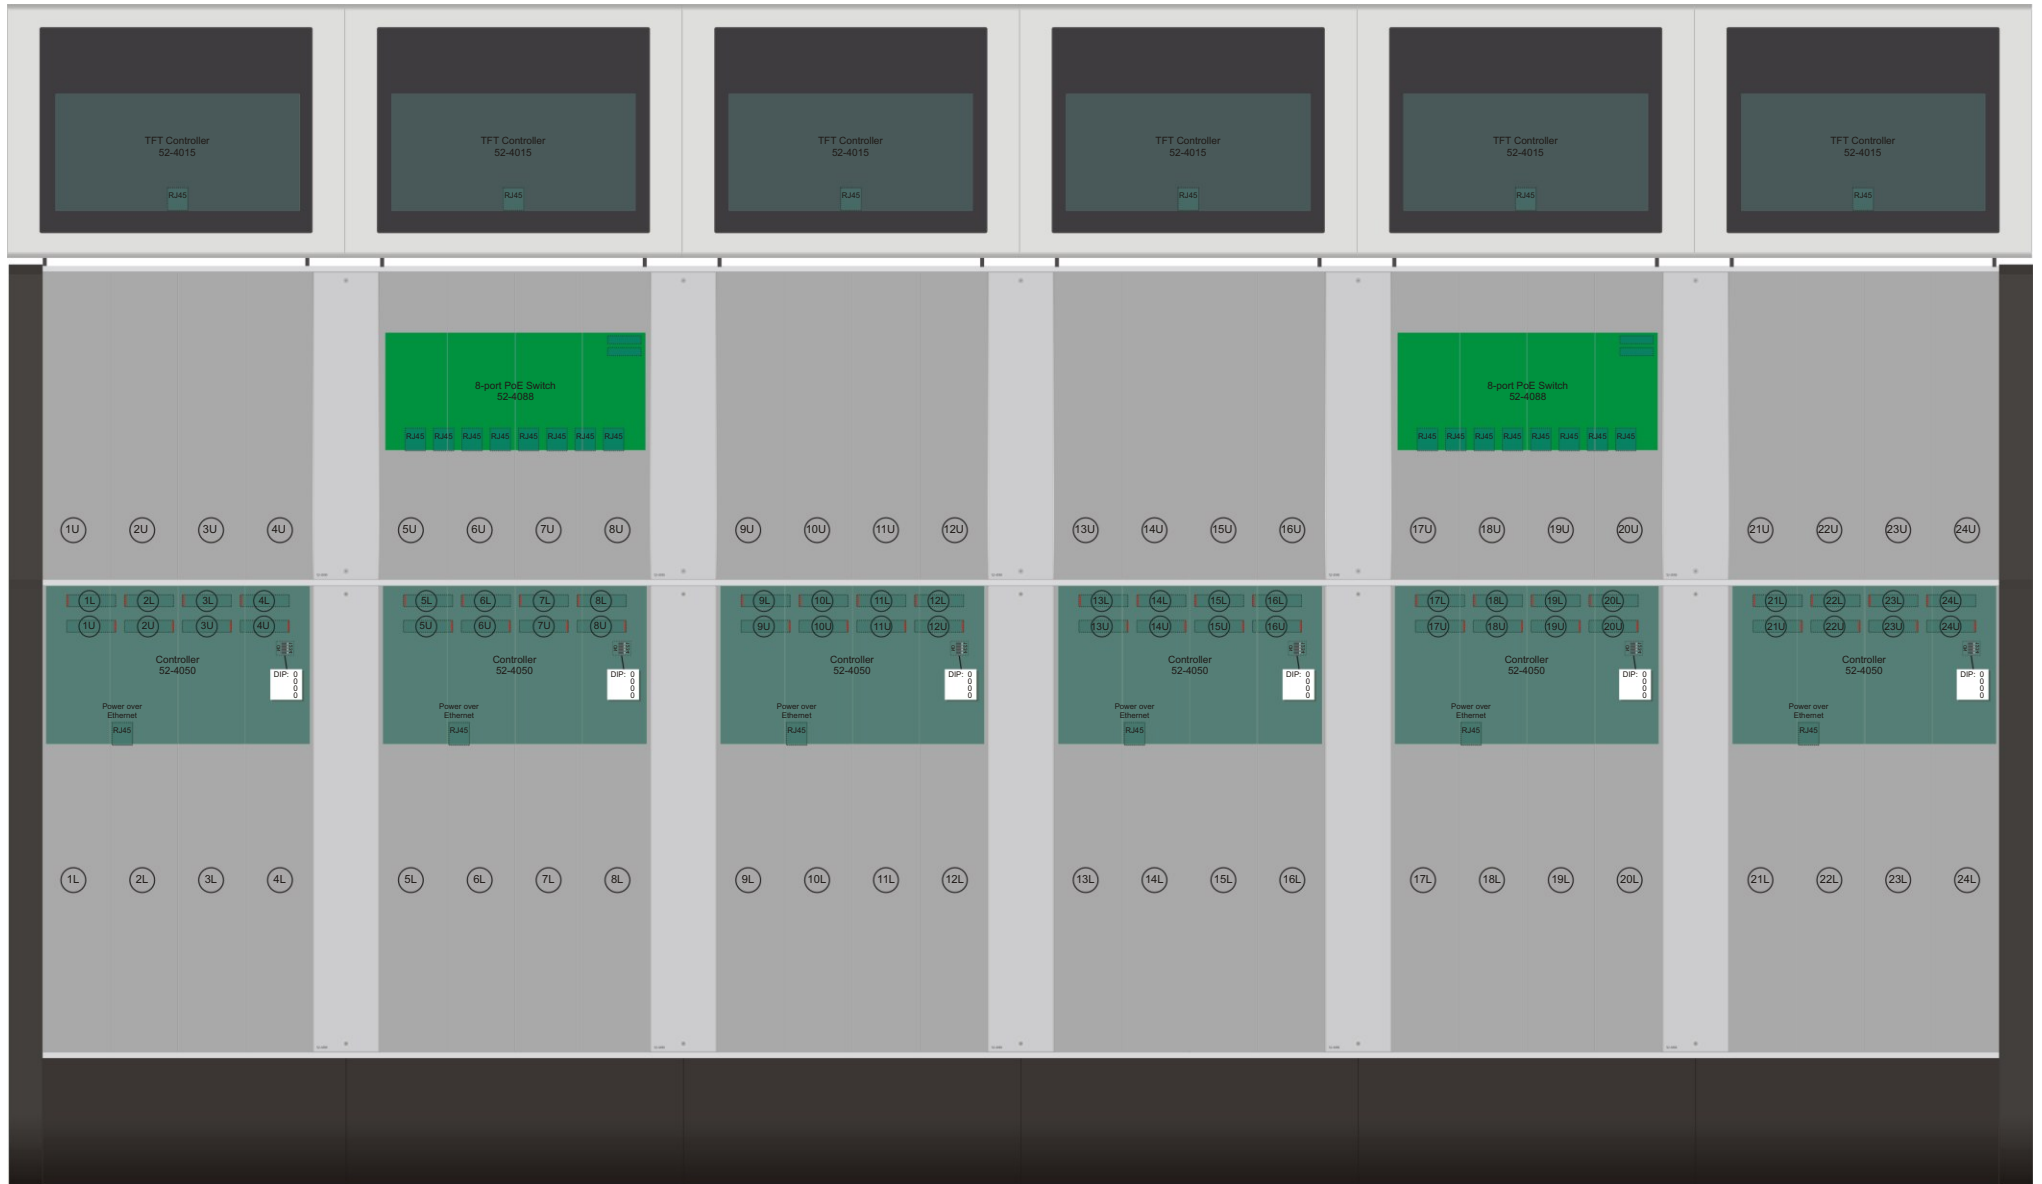 TFT Controller
52-4015
RJ45
TFT Controller
52-4015
RJ45
TFT Controller
52-4015
RJ45
TFT Controller
52-4015
RJ45
TFT Controller
52-4015
RJ45
TFT Controller
52-4015
RJ45
8-port PoE Switch
52-4088
RJ45 RJ45 RJ45 RJ45 RJ45 RJ45 RJ45 RJ45
8-port PoE Switch
52-4088
RJ45 RJ45 RJ45 RJ45 RJ45 RJ45 RJ45 RJ45
1U 2U 3U 4U 5U 6U 7U 8U 9U 10U 11U 12U 13U 14U 15U 16U 17U 18U 19U 20U 21U 22U 23U 24U
1L 2L 3L 4L
1U 2U 3U 4U
Controller
52-4050
DIP: 0
0
0
0
Power over
Ethernet
RJ45
5L 6L 7L 8L
5U 6U 7U 8U
Controller
52-4050
DIP: 0
0
0
0
Power over
Ethernet
RJ45
9L 10L 11L 12L
9U 10U 11U 12U
Controller
52-4050
DIP: 0
0
0
0
Power over
Ethernet
RJ45
13L 14L 15L 16L
13U 14U 15U 16U
Controller
52-4050
DIP: 0
0
0
0
Power over
Ethernet
RJ45
17L 18L 19L 20L
17U 18U 19U 20U
Controller
52-4050
DIP: 0
0
0
0
Power over
Ethernet
RJ45
21L 22L 23L 24L
21U 22U 23U 24U
Controller
52-4050
DIP: 0
0
0
0
Power over
Ethernet
RJ45
1L 2L 3L 4L 5L 6L 7L 8L 9L 10L 11L 12L 13L 14L 15L 16L 17L 18L 19L 20L 21L 22L 23L 24L